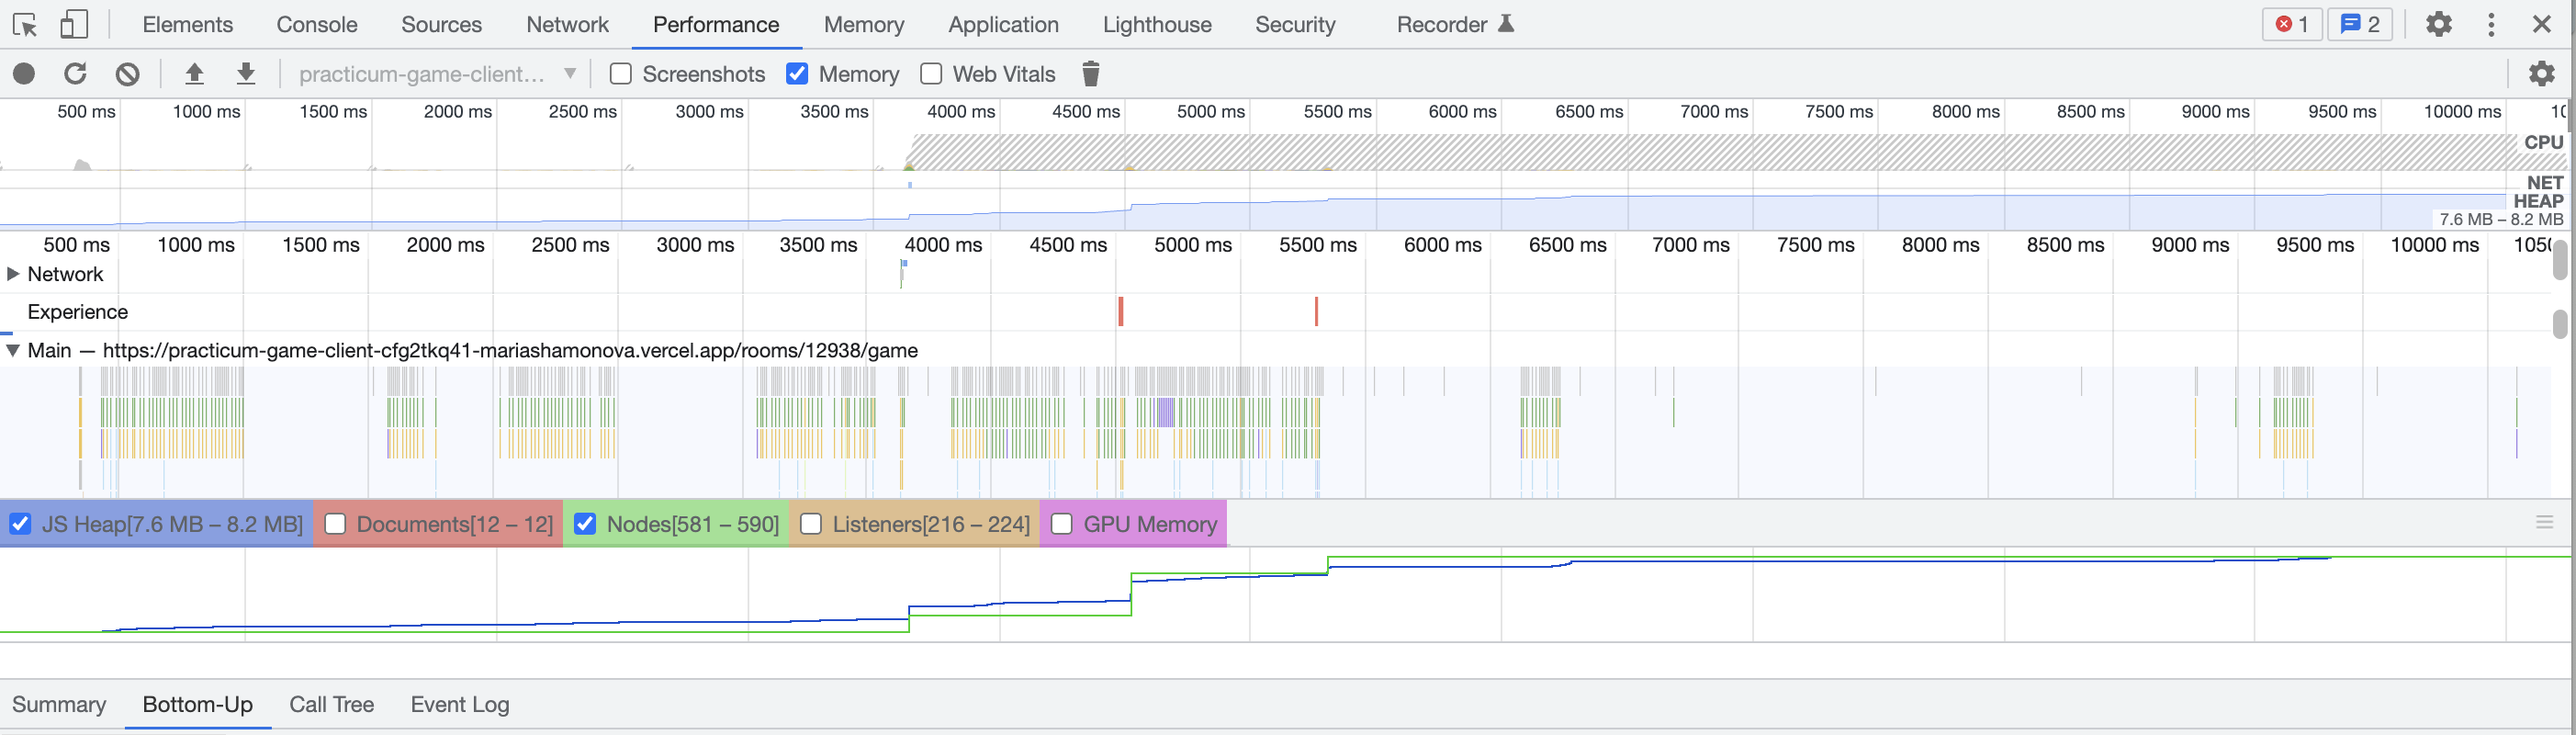 Elements Console Sources Network Performance Memory Application Lighthouse Security Recorder 1 2
practicum-game-client... Screenshots Memory Web Vitals
500 ms 1000 ms 1500 ms 2000 ms 2500 ms 3000 ms 3500 ms 4000 ms 4500 ms 5000 ms 5500 ms 6000 ms 6500 ms 7000 ms 7500 ms 8000 ms 8500 ms 9000 ms 9500 ms 10000 ms
CPU
NET
HEAP
7.6 MB – 8.2 MB
500 ms 1000 ms 1500 ms 2000 ms 2500 ms 3000 ms 3500 ms 4000 ms 4500 ms 5000 ms 5500 ms 6000 ms 6500 ms 7000 ms 7500 ms 8000 ms 8500 ms 9000 ms 9500 ms 10000 ms
Network
Experience
Main — https://practicum-game-client-cfg2tkq41-mariashamonova.vercel.app/rooms/12938/game
JS Heap[7.6 MB – 8.2 MB] Documents[12 – 12] Nodes[581 – 590] Listeners[216 – 224] GPU Memory
Summary Bottom-Up Call Tree Event Log